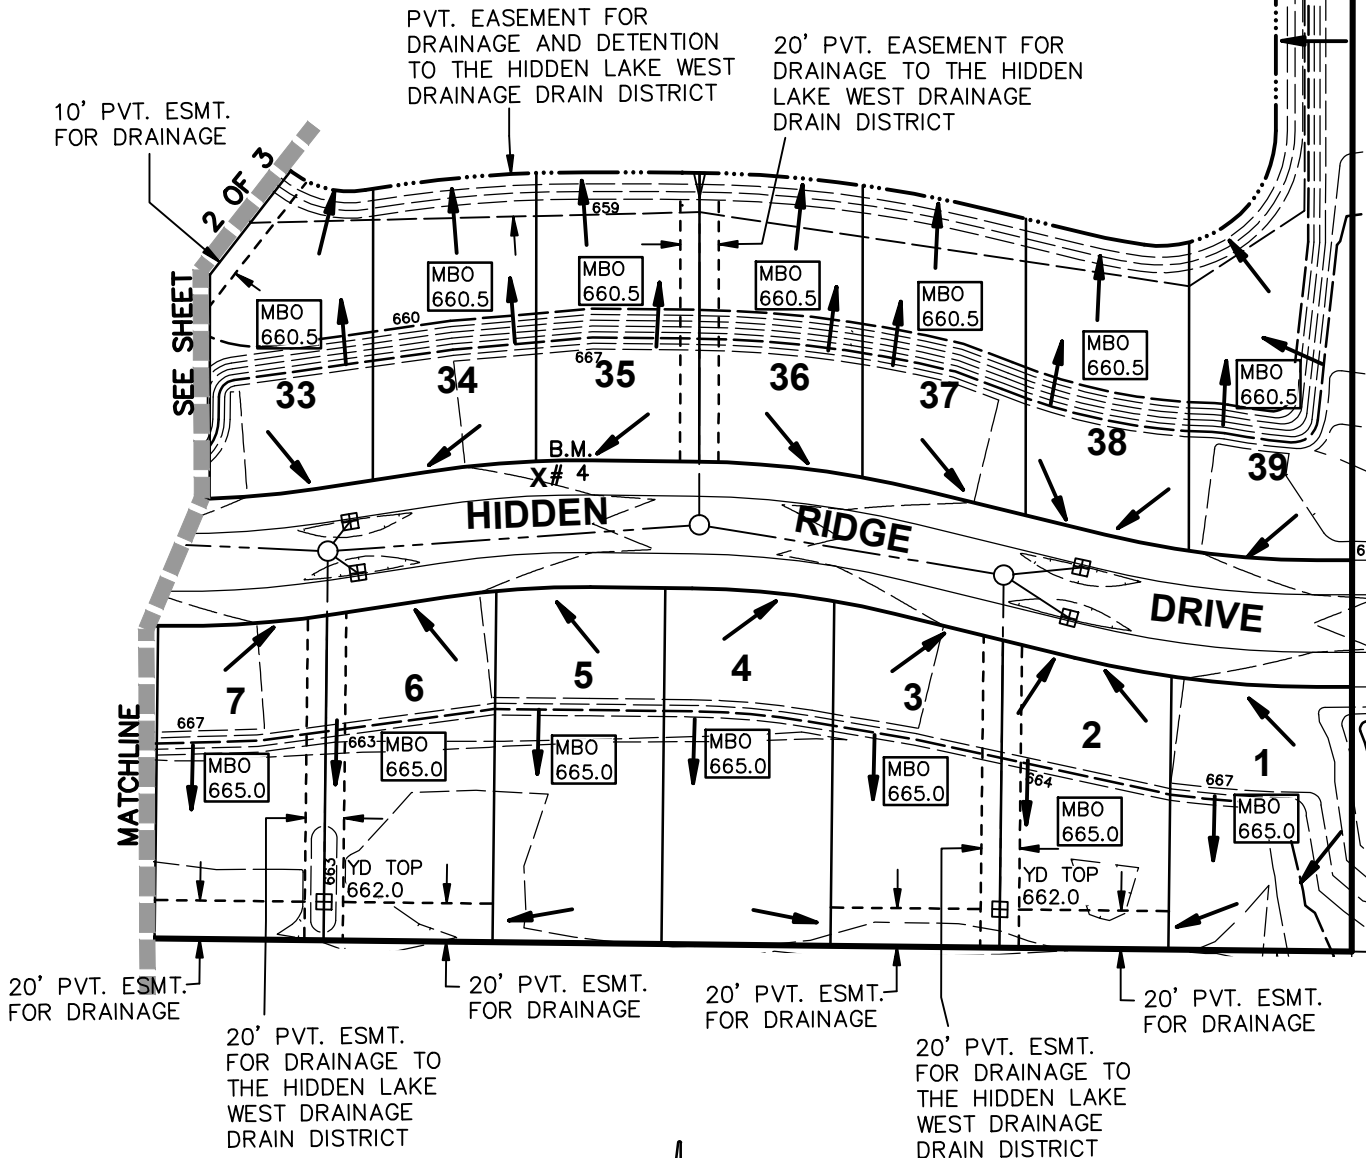 PVT. EASEMENT FOR
DRAINAGE AND DETENTION
TO THE HIDDEN LAKE WEST
DRAINAGE DRAIN DISTRICT
20' PVT. EASEMENT FOR
DRAINAGE TO THE HIDDEN
LAKE WEST DRAINAGE
DRAIN DISTRICT
10' PVT. ESMT.
FOR DRAINAGE
SEE SHEET
2 OF 3
MATCHLINE
659
MBO
660.5
MBO
660.5
MBO
660.5
MBO
660.5
MBO
660.5
MBO
660.5
MBO
660.5
660
667
33
34
35
36
37
38
39
B.M.
X# 4
HIDDEN
RIDGE
DRIVE
6
7
6
5
4
3
2
1
667
663
664
667
MBO
665.0
MBO
665.0
MBO
665.0
MBO
665.0
MBO
665.0
MBO
665.0
MBO
665.0
663
YD TOP
662.0
YD TOP
662.0
20' PVT. ESMT.
FOR DRAINAGE
20' PVT. ESMT.
FOR DRAINAGE
20' PVT. ESMT.
FOR DRAINAGE
20' PVT. ESMT.
FOR DRAINAGE
20' PVT. ESMT.
FOR DRAINAGE TO
THE HIDDEN LAKE
WEST DRAINAGE
DRAIN DISTRICT
20' PVT. ESMT.
FOR DRAINAGE TO
THE HIDDEN LAKE
WEST DRAINAGE
DRAIN DISTRICT